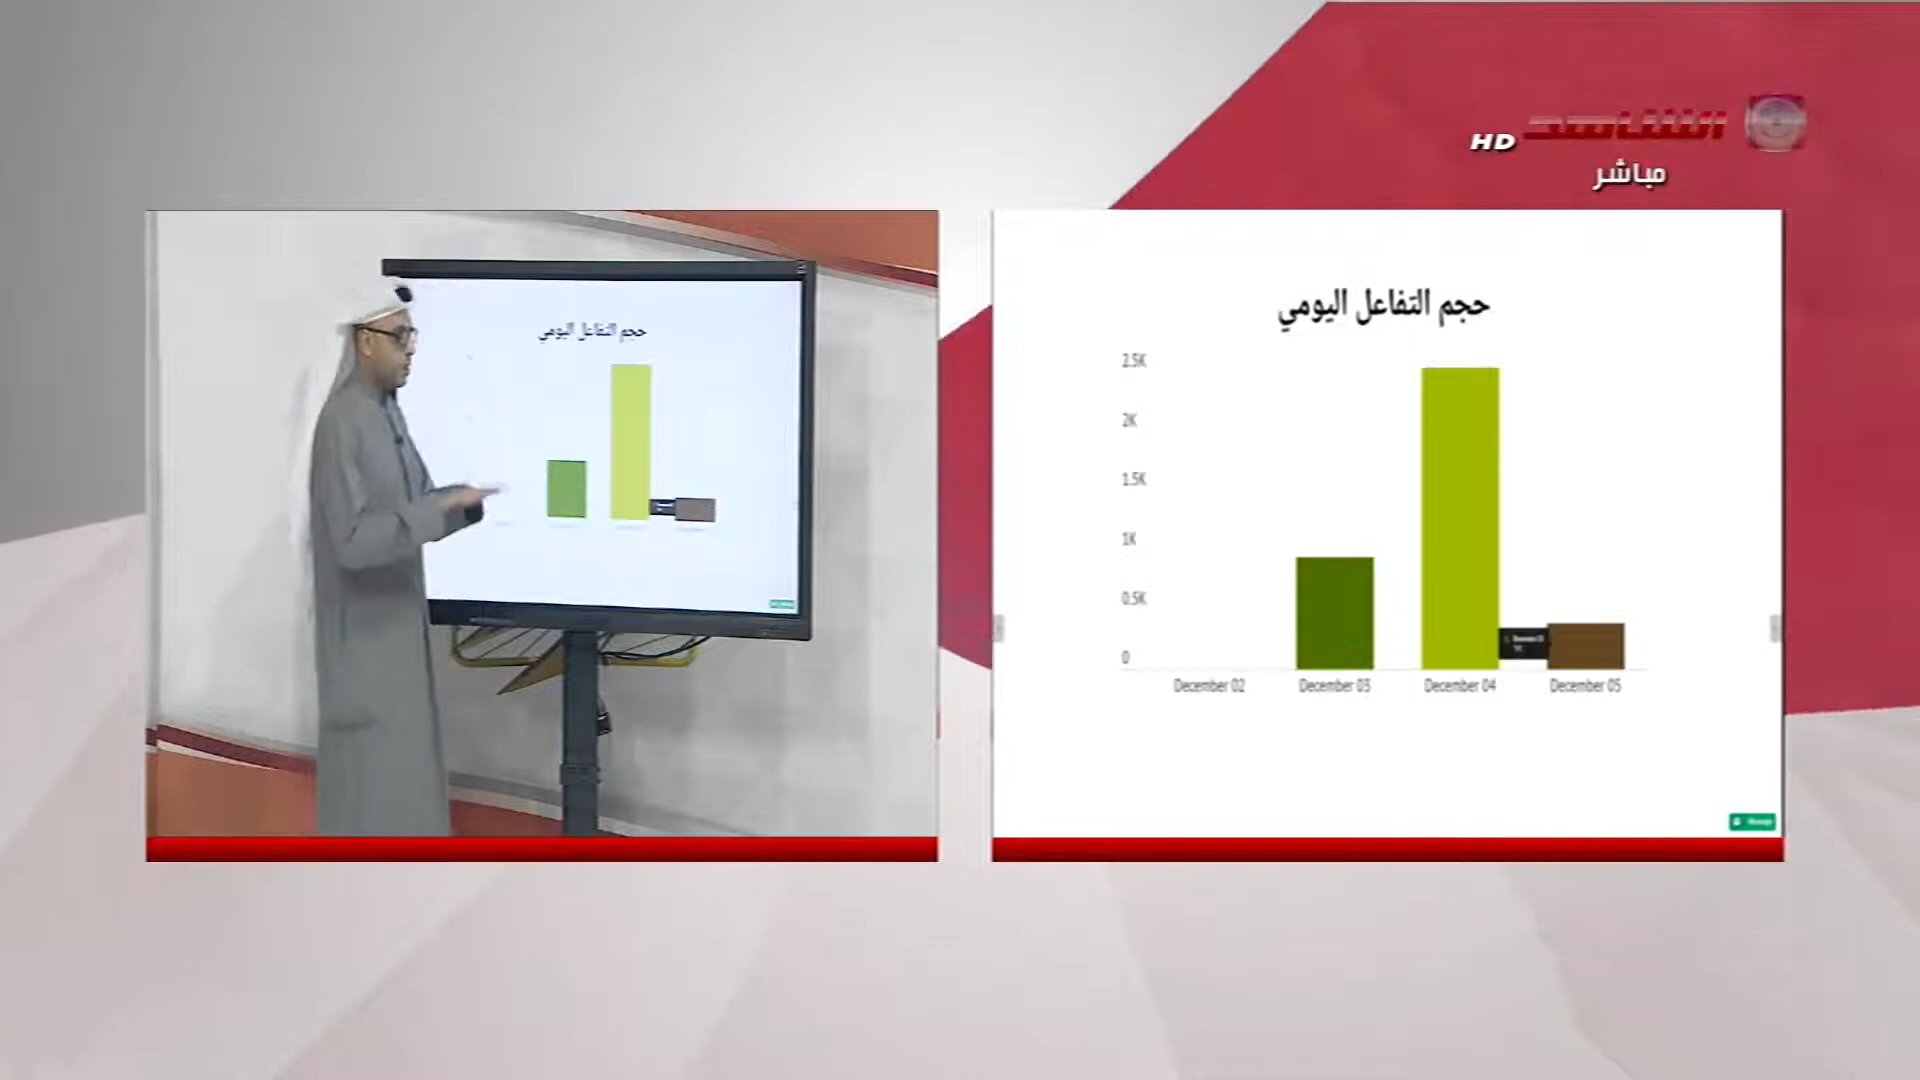 الشاهد HD
مباشر
حجم التفاعل اليومي
حجم التفاعل اليومي
2.5K
2K
1.5K
1K
0.5K
0
December 02 December 03 December 04 December 05